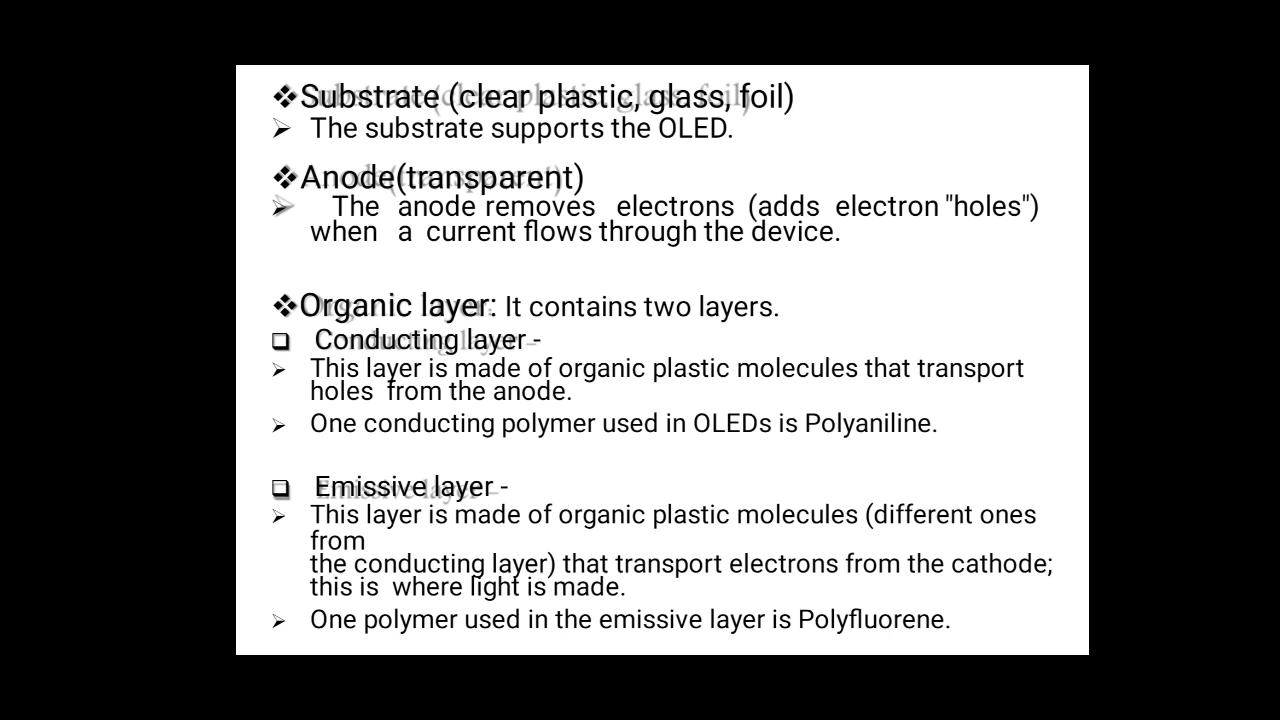 ❖Substrate (clear plastic, glass, foil)
➢ The substrate supports the OLED.
❖Anode(transparent)
➢ The anode removes electrons (adds electron "holes")
when a current flows through the device.
❖Organic layer: It contains two layers.
❑ Conducting layer -
➢ This layer is made of organic plastic molecules that transport
holes from the anode.
➢ One conducting polymer used in OLEDs is Polyaniline.
❑ Emissive layer -
➢ This layer is made of organic plastic molecules (different ones
from
the conducting layer) that transport electrons from the cathode;
this is where light is made.
➢ One polymer used in the emissive layer is Polyfluorene.